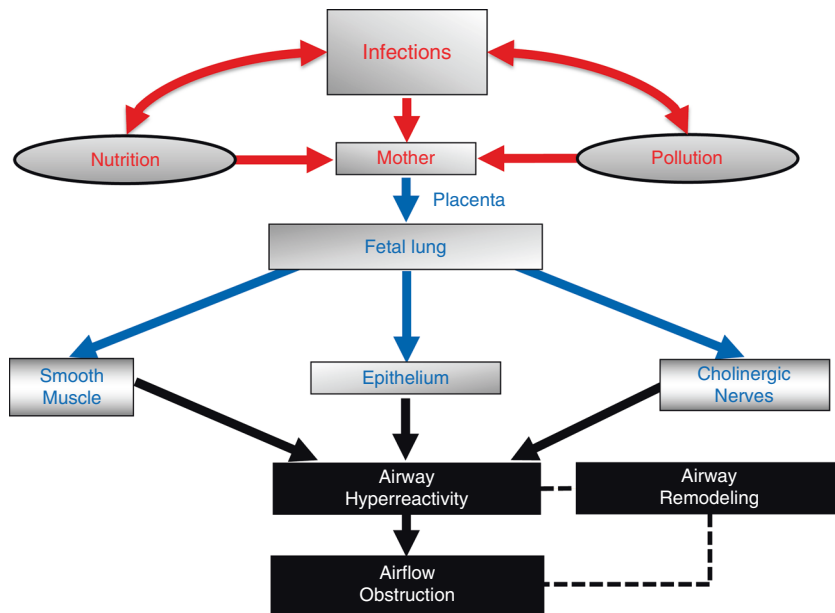 Infections
Nutrition
Mother
Pollution
Placenta
Fetal lung
Smooth
Muscle
Epithelium
Cholinergic
Nerves
Airway
Hyperreactivity
Airway
Remodeling
Airflow
Obstruction